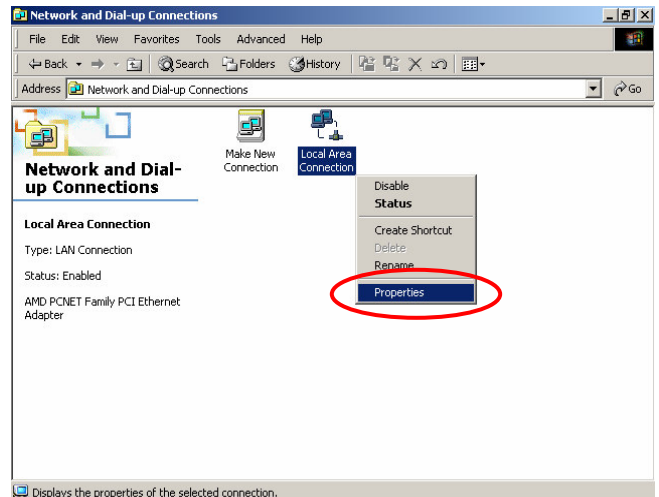 Network and Dial-up Connections
File Edit View Favorites Tools Advanced Help
Back Search Folders History
Address Network and Dial-up Connections Go
Make New
Connection
Local Area
Connection
Network and Dial-
up Connections
Local Area Connection
Type: LAN Connection
Status: Enabled
AMD PCNET Family PCI Ethernet
Adapter
Disable
Status
Create Shortcut
Delete
Rename
Properties
Displays the properties of the selected connection.